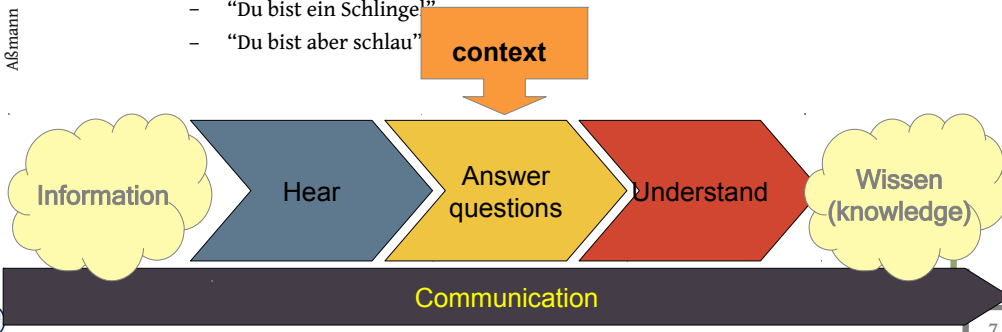 – “Du bist ein Schlingel”
– “Du bist aber schlau”
Aßmann
context
Information
Hear
Answer
questions
Understand
Wissen
(knowledge)
Communication
7